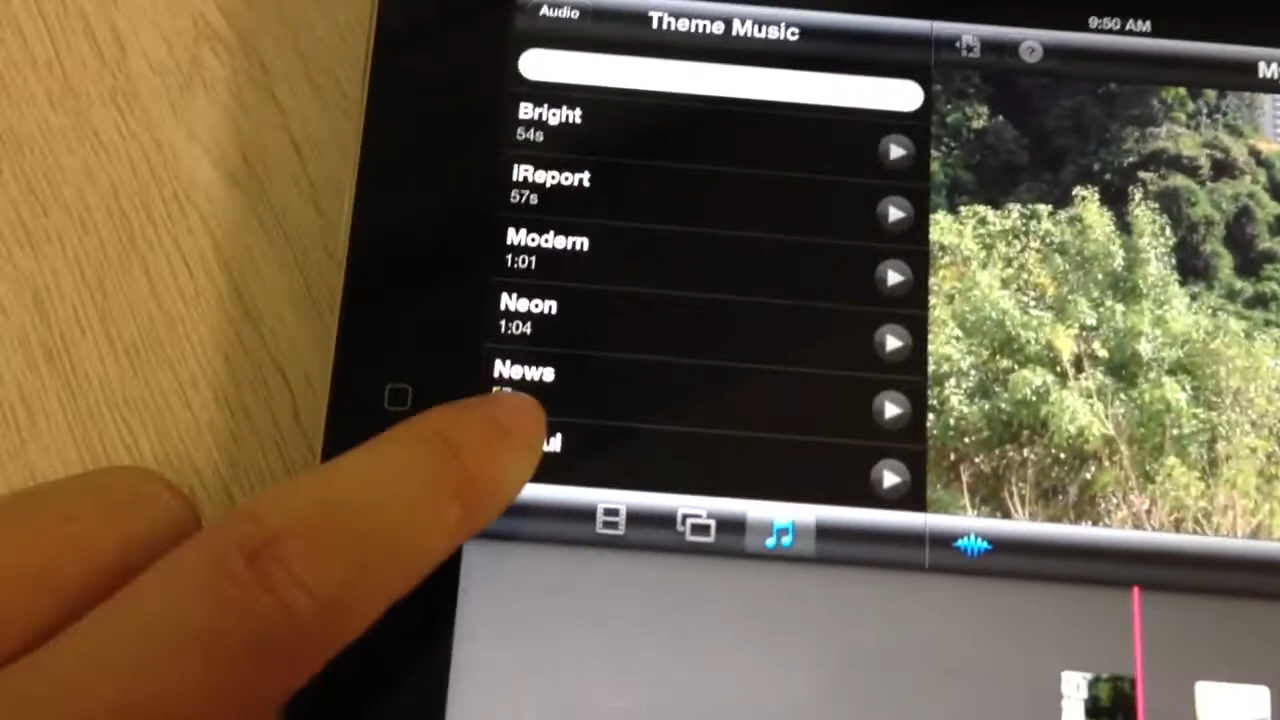 Audio
Theme Music
9:50 AM
?
Bright
54s
iReport
57s
Modern
1:01
Neon
1:04
News